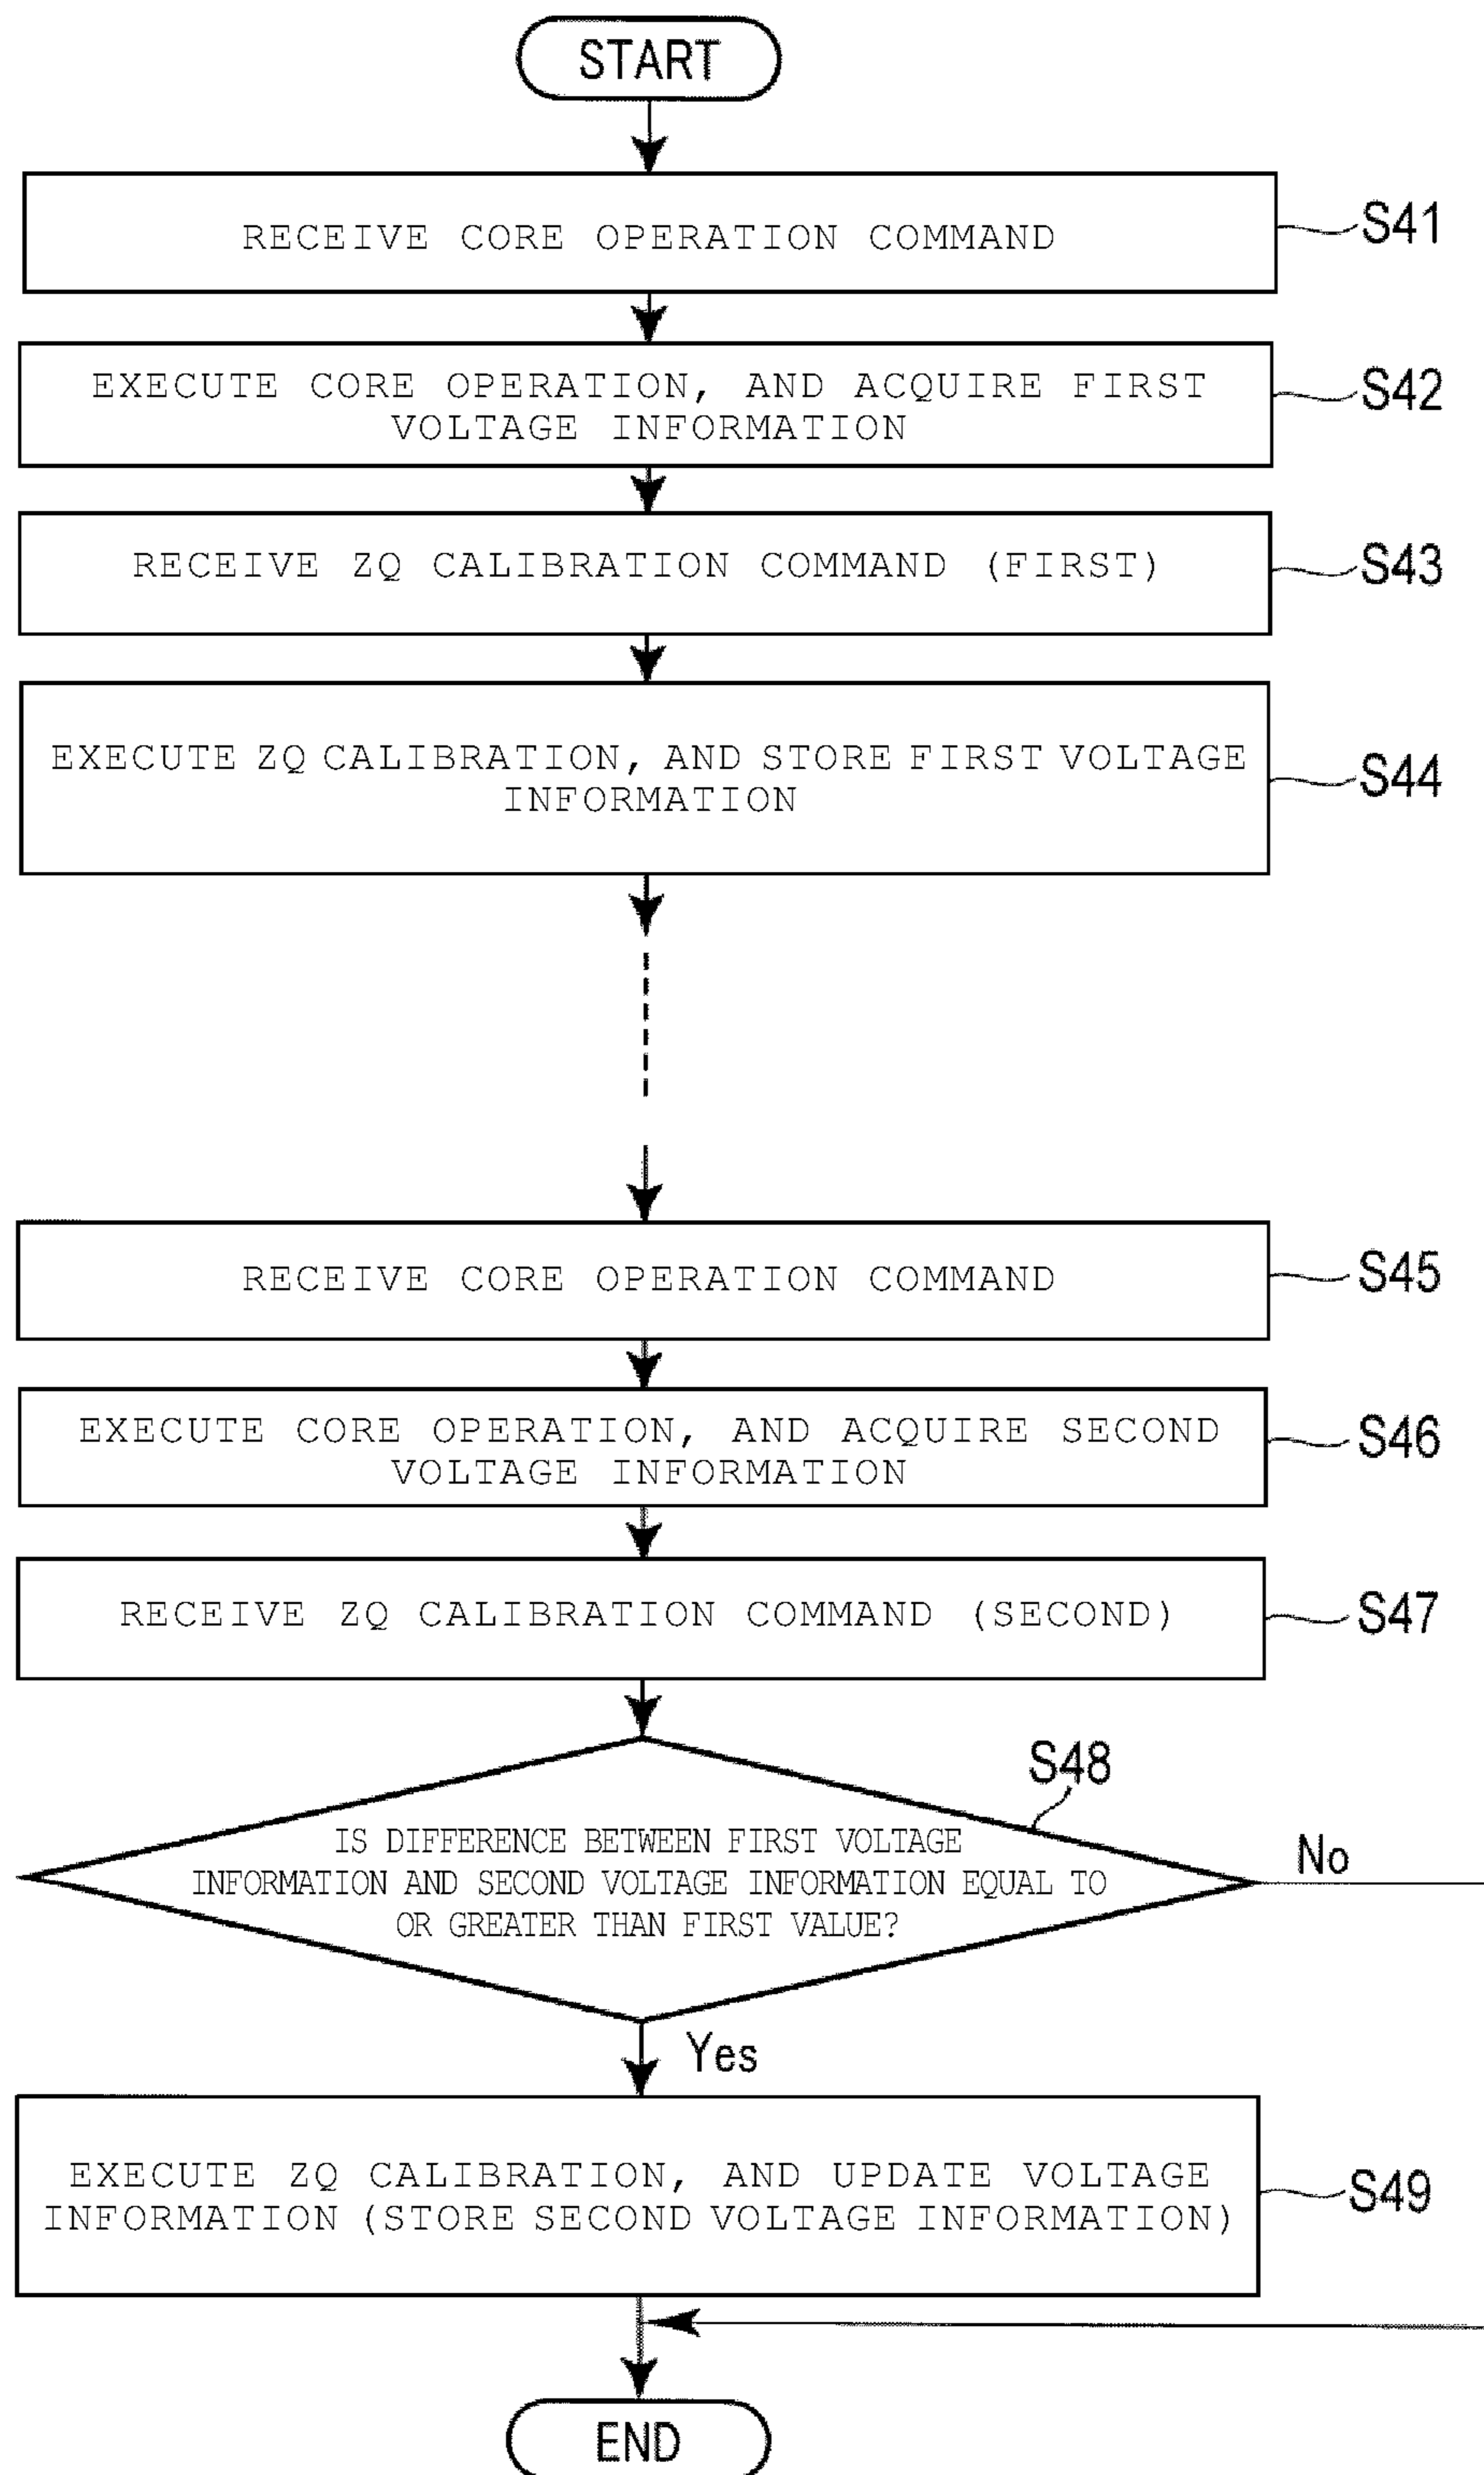 START
RECEIVE CORE OPERATION COMMAND
S41
EXECUTE CORE OPERATION, AND ACQUIRE FIRST
VOLTAGE INFORMATION
S42
RECEIVE ZQ CALIBRATION COMMAND (FIRST)
S43
EXECUTE ZQ CALIBRATION, AND STORE FIRST VOLTAGE
INFORMATION
S44
RECEIVE CORE OPERATION COMMAND
S45
EXECUTE CORE OPERATION, AND ACQUIRE SECOND
VOLTAGE INFORMATION
S46
RECEIVE ZQ CALIBRATION COMMAND (SECOND)
S47
S48
IS DIFFERENCE BETWEEN FIRST VOLTAGE
INFORMATION AND SECOND VOLTAGE INFORMATION EQUAL TO
OR GREATER THAN FIRST VALUE?
No
Yes
EXECUTE ZQ CALIBRATION, AND UPDATE VOLTAGE
INFORMATION (STORE SECOND VOLTAGE INFORMATION)
S49
END